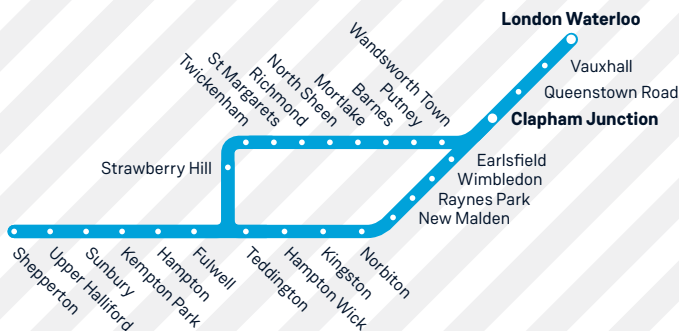 London Waterloo
Vauxhall
Queenstown Road
Clapham Junction
Wandsworth Town
Putney
Barnes
Mortlake
North Sheen
Richmond
St Margarets
Twickenham
Strawberry Hill
Earlsfield
Wimbledon
Raynes Park
New Malden
Shepperton
Upper Halliford
Sunbury
Kempton Park
Hampton
Fulwell
Teddington
Hampton Wick
Kingston
Norbiton